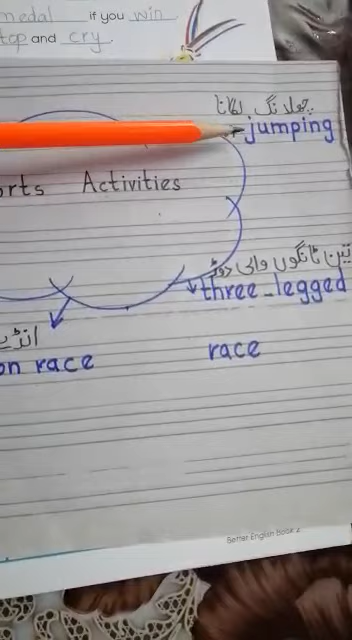 medal if you win
top and cry.
چھلانگ لگانا
jumping
orts Activities
تین ٹانگوں والی دوڑ
three-legged
race
on race
Better English Book 2